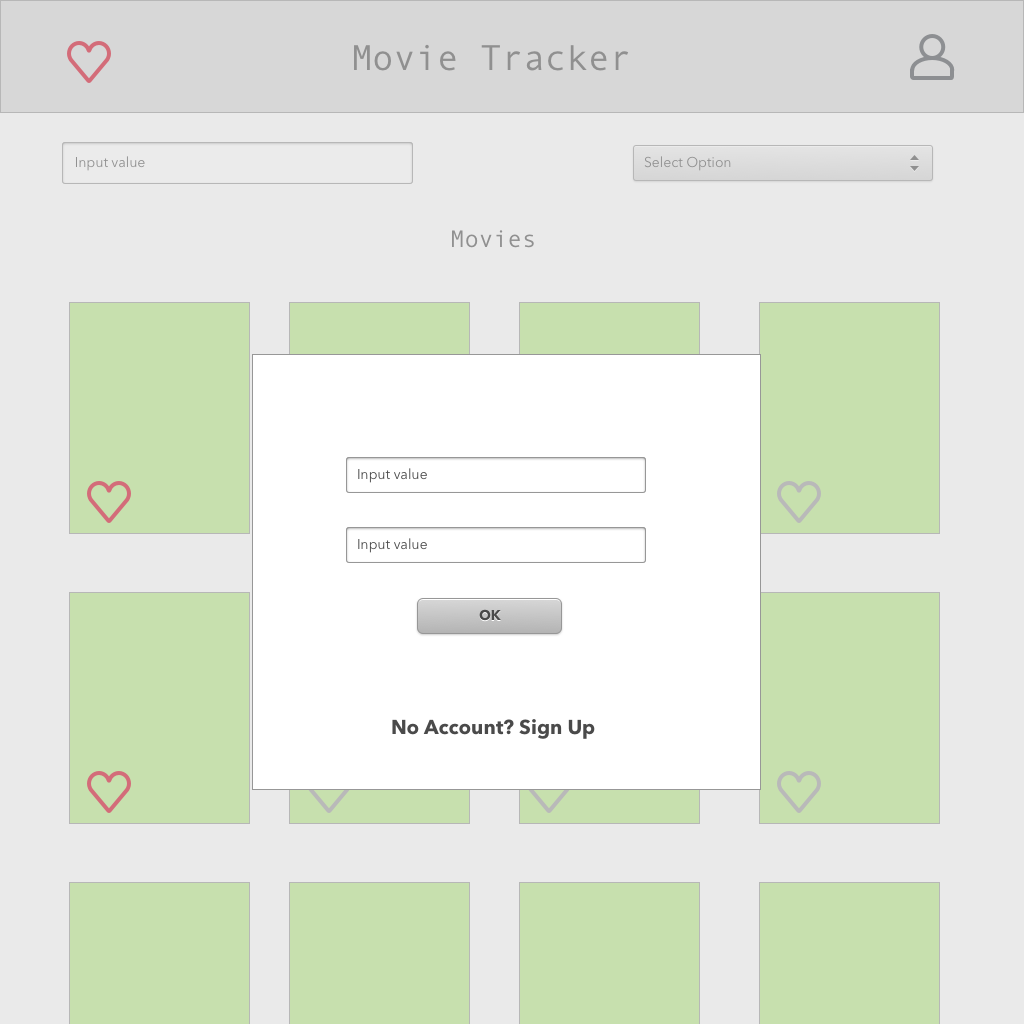 Movie Tracker
Input value
Select Option
Movies
Input value
Input value
OK
No Account? Sign Up